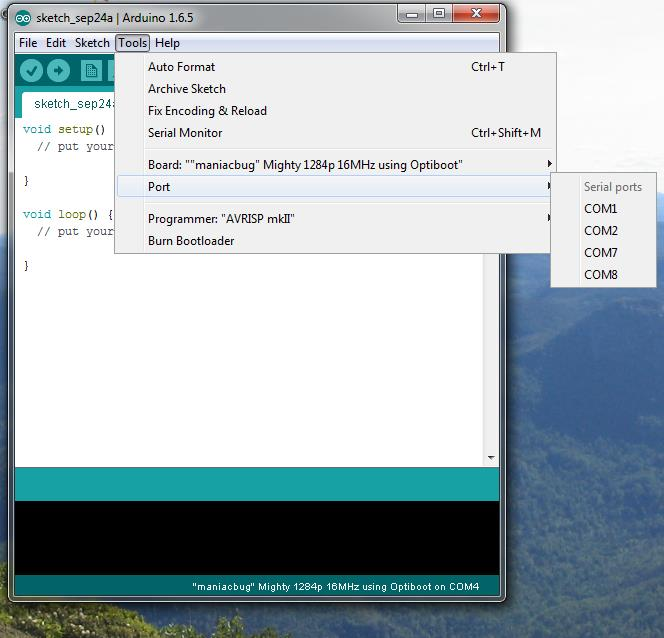 sketch_sep24a | Arduino 1.6.5
File Edit Sketch Tools Help
Auto Format Ctrl+T
Archive Sketch
Fix Encoding & Reload
Serial Monitor Ctrl+Shift+M
Board: ""maniacbug" Mighty 1284p 16MHz using Optiboot"
Port
Serial ports
COM1
COM2
COM7
COM8
Programmer: "AVRISP mkII"
Burn Bootloader
sketch_sep24a
void setup()
// put your
}
void loop() {
// put your
}
"maniacbug" Mighty 1284p 16MHz using Optiboot on COM4